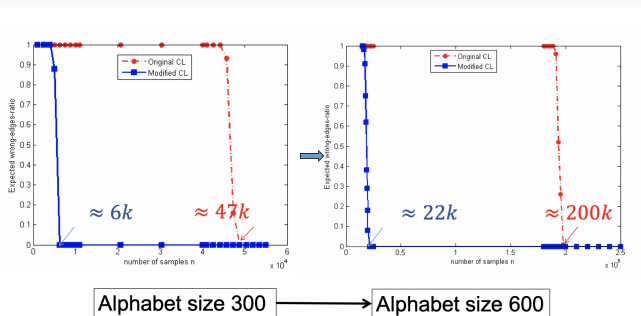 Original CL
Modified CL
Expected wrong-edges-ratio
1
0.9
0.8
0.7
0.6
0.5
0.4
0.3
0.2
0.1
0
≈ 6k
≈ 47k
0 1 2 3 4 5 6
number of samples n
x 10^4
Original CL
Modified CL
Expected wrong-edges-ratio
1
0.9
0.8
0.7
0.6
0.5
0.4
0.3
0.2
0.1
0
≈ 22k
≈ 200k
0.5 1 1.5 2 2.5
number of samples n
x 10^5
Alphabet size 300
Alphabet size 600